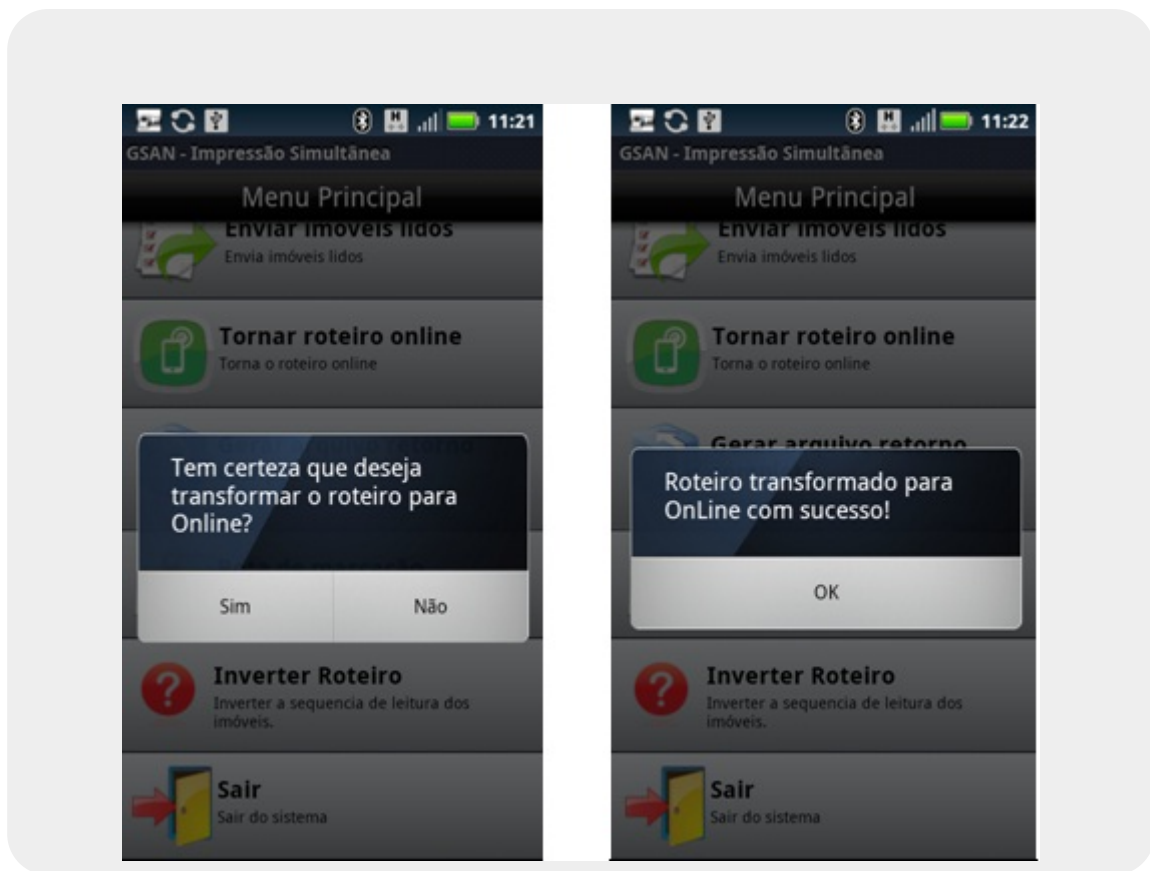 11:21
GSAN - Impressão Simultânea
Menu Principal
Enviar imóveis lidos
Envia imóveis lidos
Tornar roteiro online
Torna o roteiro online
Tem certeza que deseja
transformar o roteiro para
Online?
Sim Não
Inverter Roteiro
Inverter a sequencia de leitura dos
imóveis.
Sair
Sair do sistema
11:22
GSAN - Impressão Simultânea
Menu Principal
Enviar imóveis lidos
Envia imóveis lidos
Tornar roteiro online
Torna o roteiro online
Gerar arquivo retorno
Roteiro transformado para
OnLine com sucesso!
OK
Inverter Roteiro
Inverter a sequencia de leitura dos
imóveis.
Sair
Sair do sistema